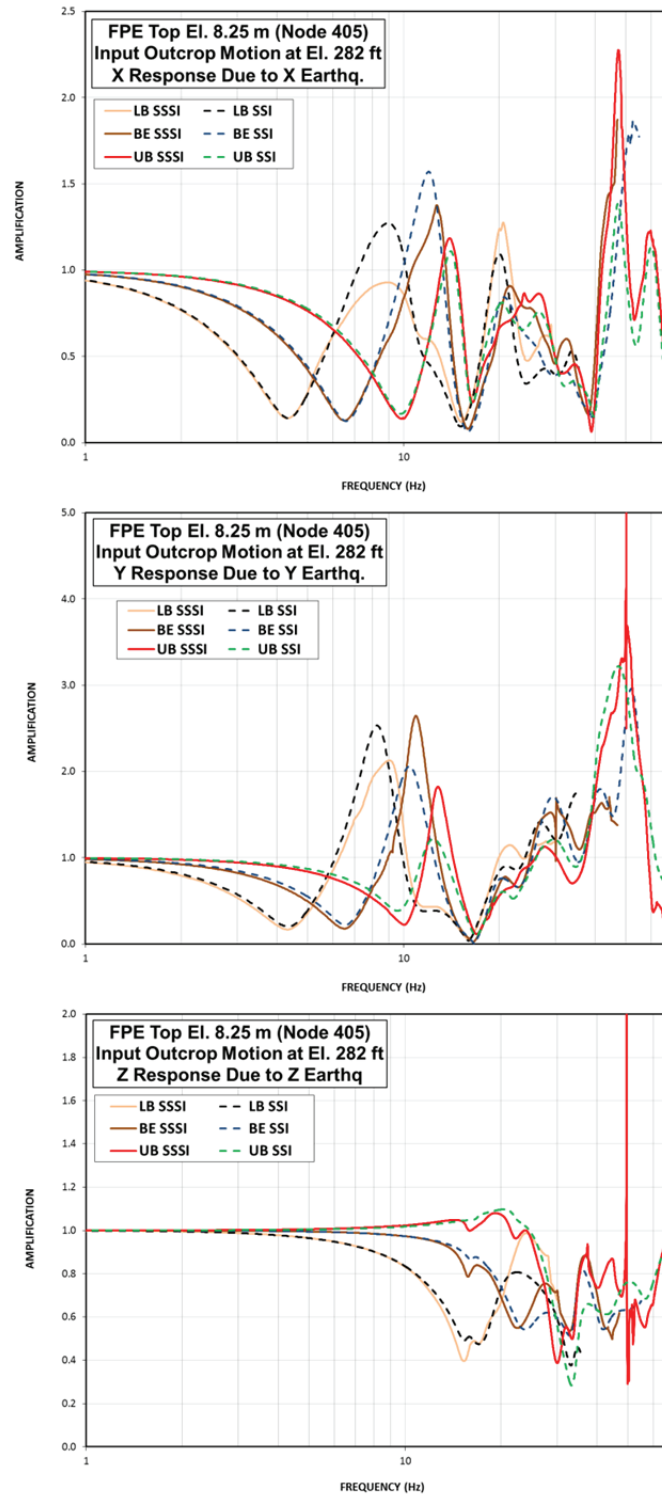 FPE Top El. 8.25 m (Node 405)
Input Outcrop Motion at El. 282 ft
X Response Due to X Earthq.
LB SSSI
LB SSI
BE SSSI
BE SSI
UB SSSI
UB SSI
AMPLIFICATION
2.5
2.0
1.5
1.0
0.5
0.0
1
10
FREQUENCY (Hz)
FPE Top El. 8.25 m (Node 405)
Input Outcrop Motion at El. 282 ft
Y Response Due to Y Earthq.
LB SSSI
LB SSI
BE SSSI
BE SSI
UB SSSI
UB SSI
AMPLIFICATION
5.0
4.0
3.0
2.0
1.0
0.0
1
10
FREQUENCY (Hz)
FPE Top El. 8.25 m (Node 405)
Input Outcrop Motion at El. 282 ft
Z Response Due to Z Earthq
LB SSSI
LB SSI
BE SSSI
BE SSI
UB SSSI
UB SSI
AMPLIFICATION
2.0
1.8
1.6
1.4
1.2
1.0
0.8
0.6
0.4
0.2
0.0
1
10
FREQUENCY (Hz)